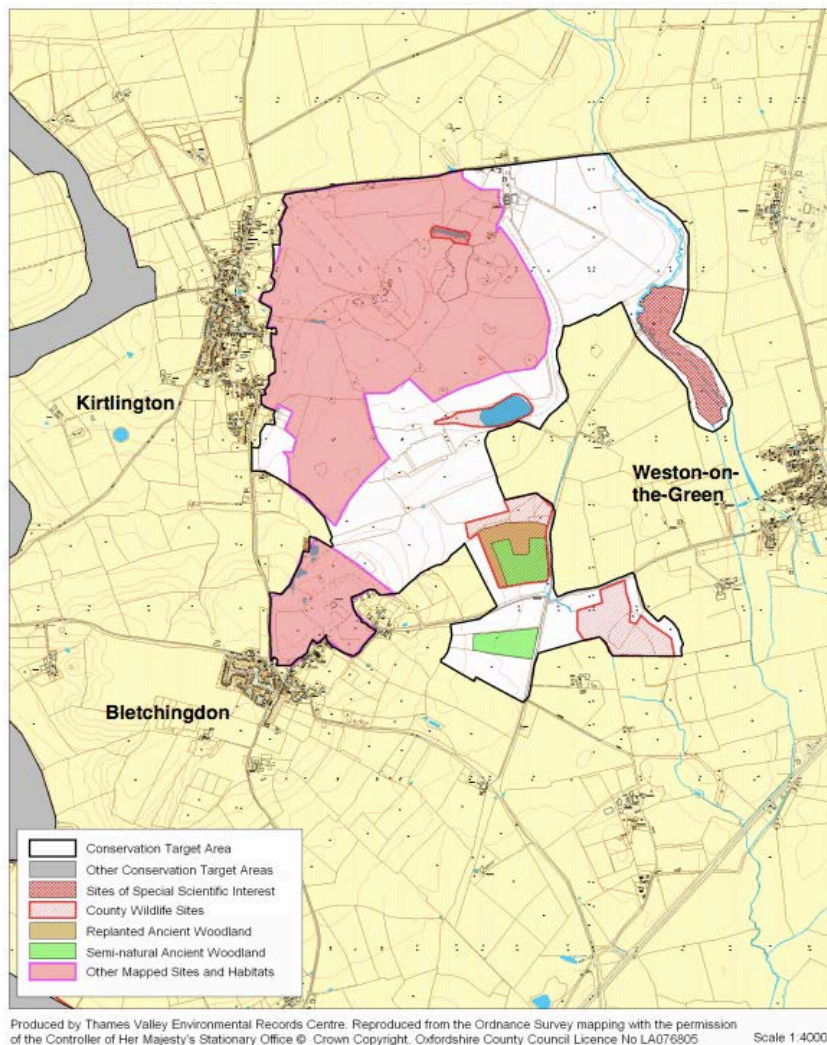 Kirtlington
Weston-on-
the-Green
Bletchingdon
Conservation Target Area
Other Conservation Target Areas
Sites of Special Scientific Interest
County Wildlife Sites
Replanted Ancient Woodland
Semi-natural Ancient Woodland
Other Mapped Sites and Habitats
Produced by Thames Valley Environmental Records Centre. Reproduced from the Ordnance Survey mapping with the permission
of the Controller of Her Majesty's Stationary Office © Crown Copyright. Oxfordshire County Council Licence No LA076805 Scale 1:4000